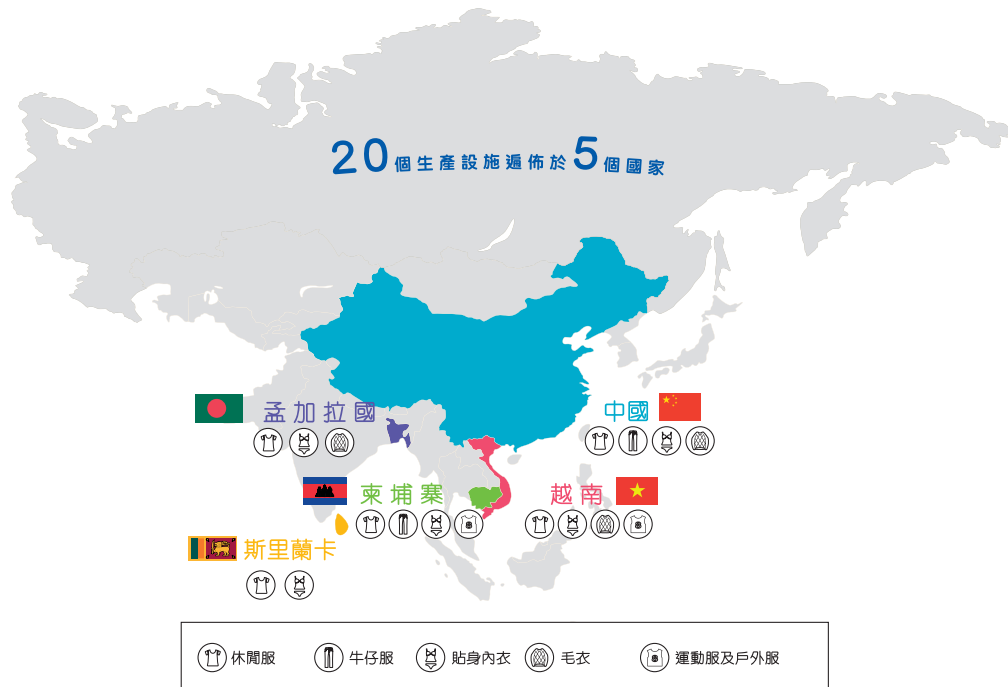 20個生產設施遍佈於5個國家
孟加拉國
中國
柬埔寨
越南
斯里蘭卡
休閒服
牛仔服
貼身內衣
毛衣
運動服及戶外服